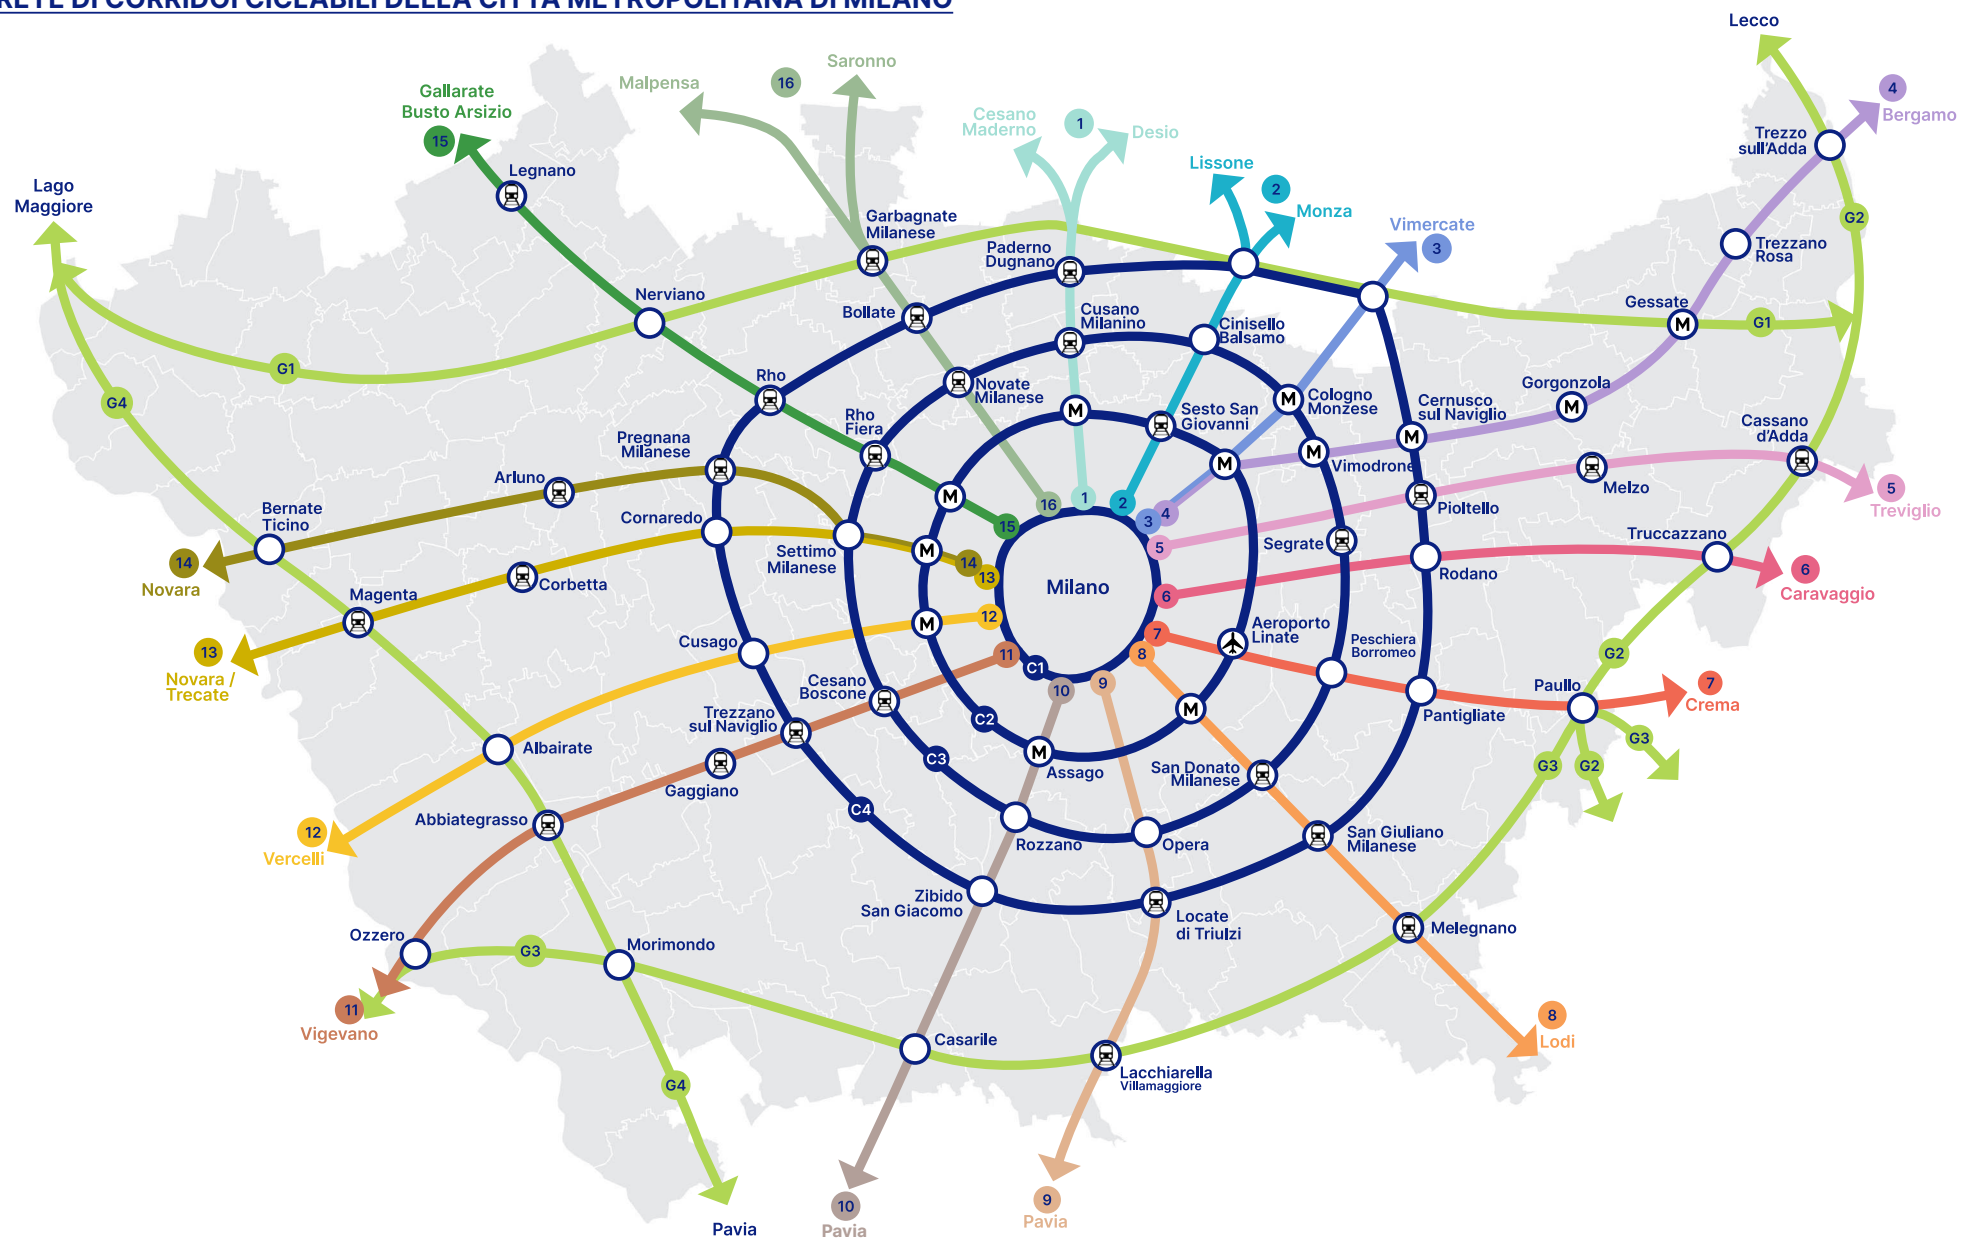 RETE DI CORRIDOI CICLABILI DELLA CITTÀ METROPOLITANA DI MILANO
Lecco
Saronno
16
Malpensa
Gallarate
Busto Arsizio
15
4
Bergamo
Cesano
Maderno
1
Desio
Trezzo
sull'Adda
Legnano
Lissone
2
Monza
Lago
Maggiore
Garbagnate
Milanese
Vimercate
3
G2
Paderno
Dugnano
Trezzano
Rosa
Nerviano
Bollate
Cusano
Milanino
Gessate
M
G1
Cinisello
Balsamo
G1
G4
Rho
Novate
Milanese
Gorgonzola
M
Rho
Fiera
M
Sesto San
Giovanni
M
Cologno
Monzese
Cernusco
sul Naviglio
M
Cassano
d'Adda
Pregnana
Milanese
M
M
Vimodrone
Arluno
M
Melzo
5
Treviglio
Bernate
Ticino
Cornaredo
Settimo
Milanese
16
1
2
3
4
15
Pioltello
Segrate
5
Truccazzano
14
Novara
M
14
13
Milano
Rodano
6
Caravaggio
Corbetta
Magenta
6
12
M
7
Aeroporto
Linate
Peschiera
Borromeo
13
Novara /
Trecate
Cusago
11
C1
8
G2
Cesano
Boscone
10
9
Paullo
7
Crema
Trezzano
sul Naviglio
C2
M
Pantigliate
Albairate
C3
M
Assago
San Donato
Milanese
G3
G2
G3
Gaggiano
C4
Abbiategrasso
12
Vercelli
Rozzano
Opera
San Giuliano
Milanese
Zibido
San Giacomo
Locate
di Triulzi
Melegnano
Ozzero
G3
Morimondo
11
Vigevano
Casarile
8
Lodi
Lacchiarella
Villamaggiore
G4
10
Pavia
9
Pavia
Pavia